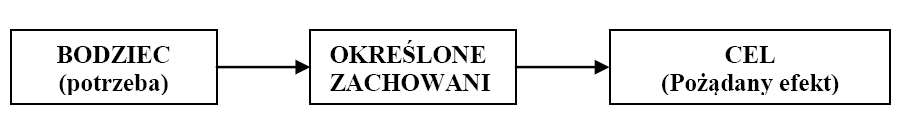 BODZIEC
(potrzeba)
OKREŚLONE
ZACHOWANI
CEL
(Pożądany efekt)